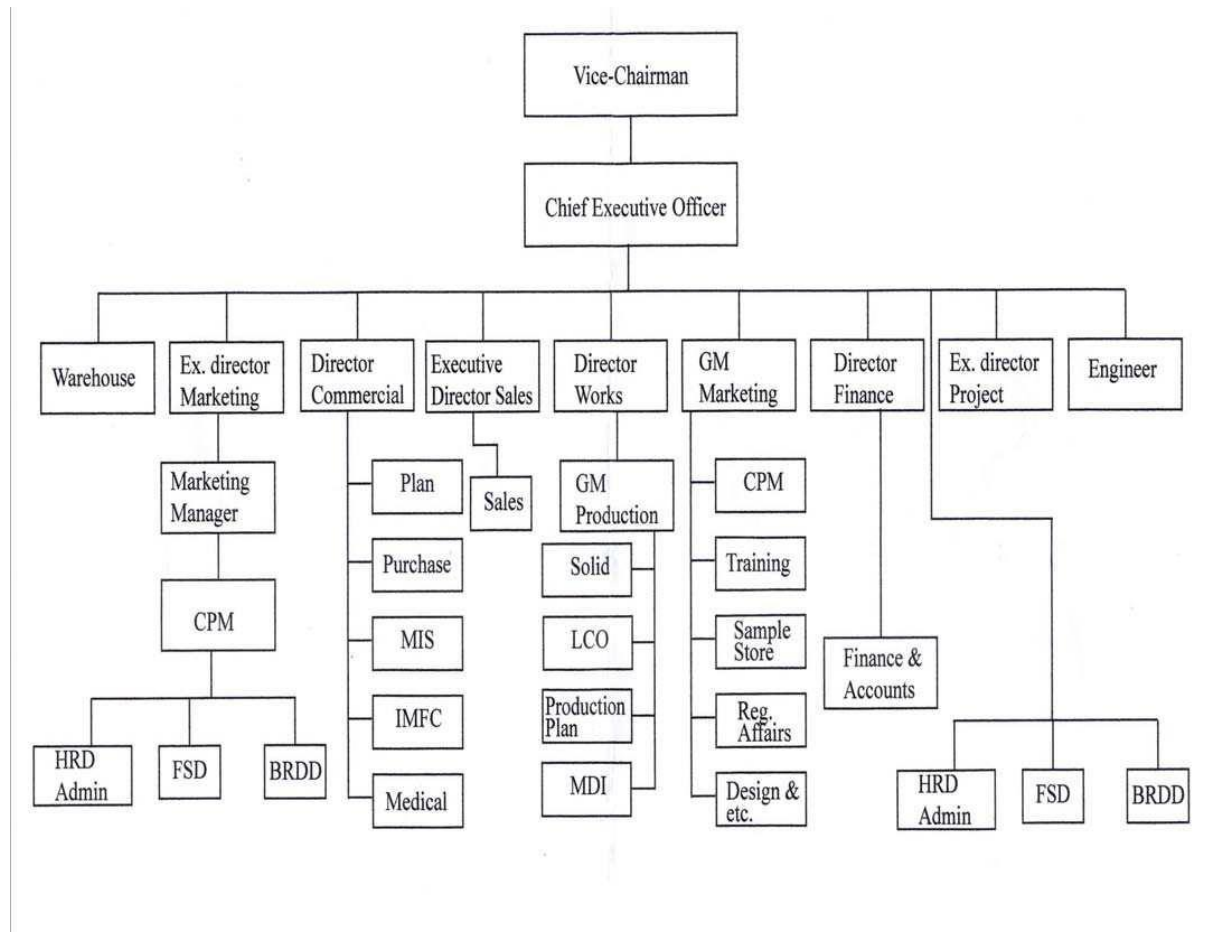 Vice-Chairman
Chief Executive Officer
Warehouse
Ex. director
Marketing
Director
Commercial
Executive
Director Sales
Director
Works
GM
Marketing
Director
Finance
Ex. director
Project
Engineer
Marketing
Manager
Plan
Sales
GM
Production
CPM
Purchase
Solid
Training
CPM
MIS
LCO
Sample
Store
Finance &
Accounts
IMFC
Production
Plan
Reg.
Affairs
HRD
Admin
FSD
BRDD
Medical
MDI
Design &
etc.
HRD
Admin
FSD
BRDD